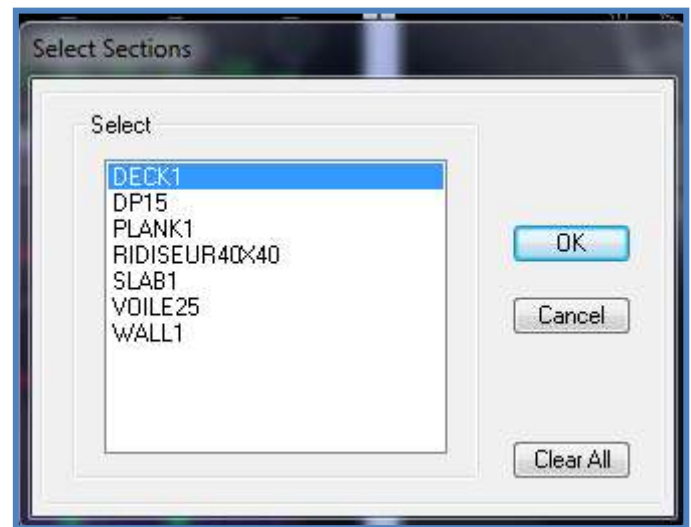 Select Sections
Select
DECK1
DP15
PLANK1
RIDISEUR40X40
SLAB1
VOILE25
WALL1
OK
Cancel
Clear All